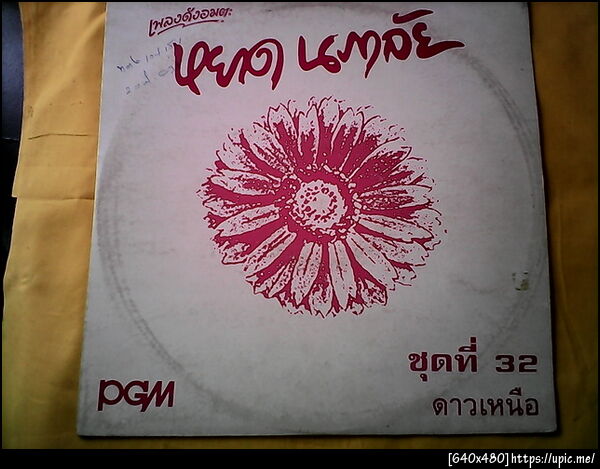 เพลงดังอมตะ
หยาด นภาลัย
ชุดที่ 32
ดาวเหนือ
PGM
[640x480]https://upic.me/